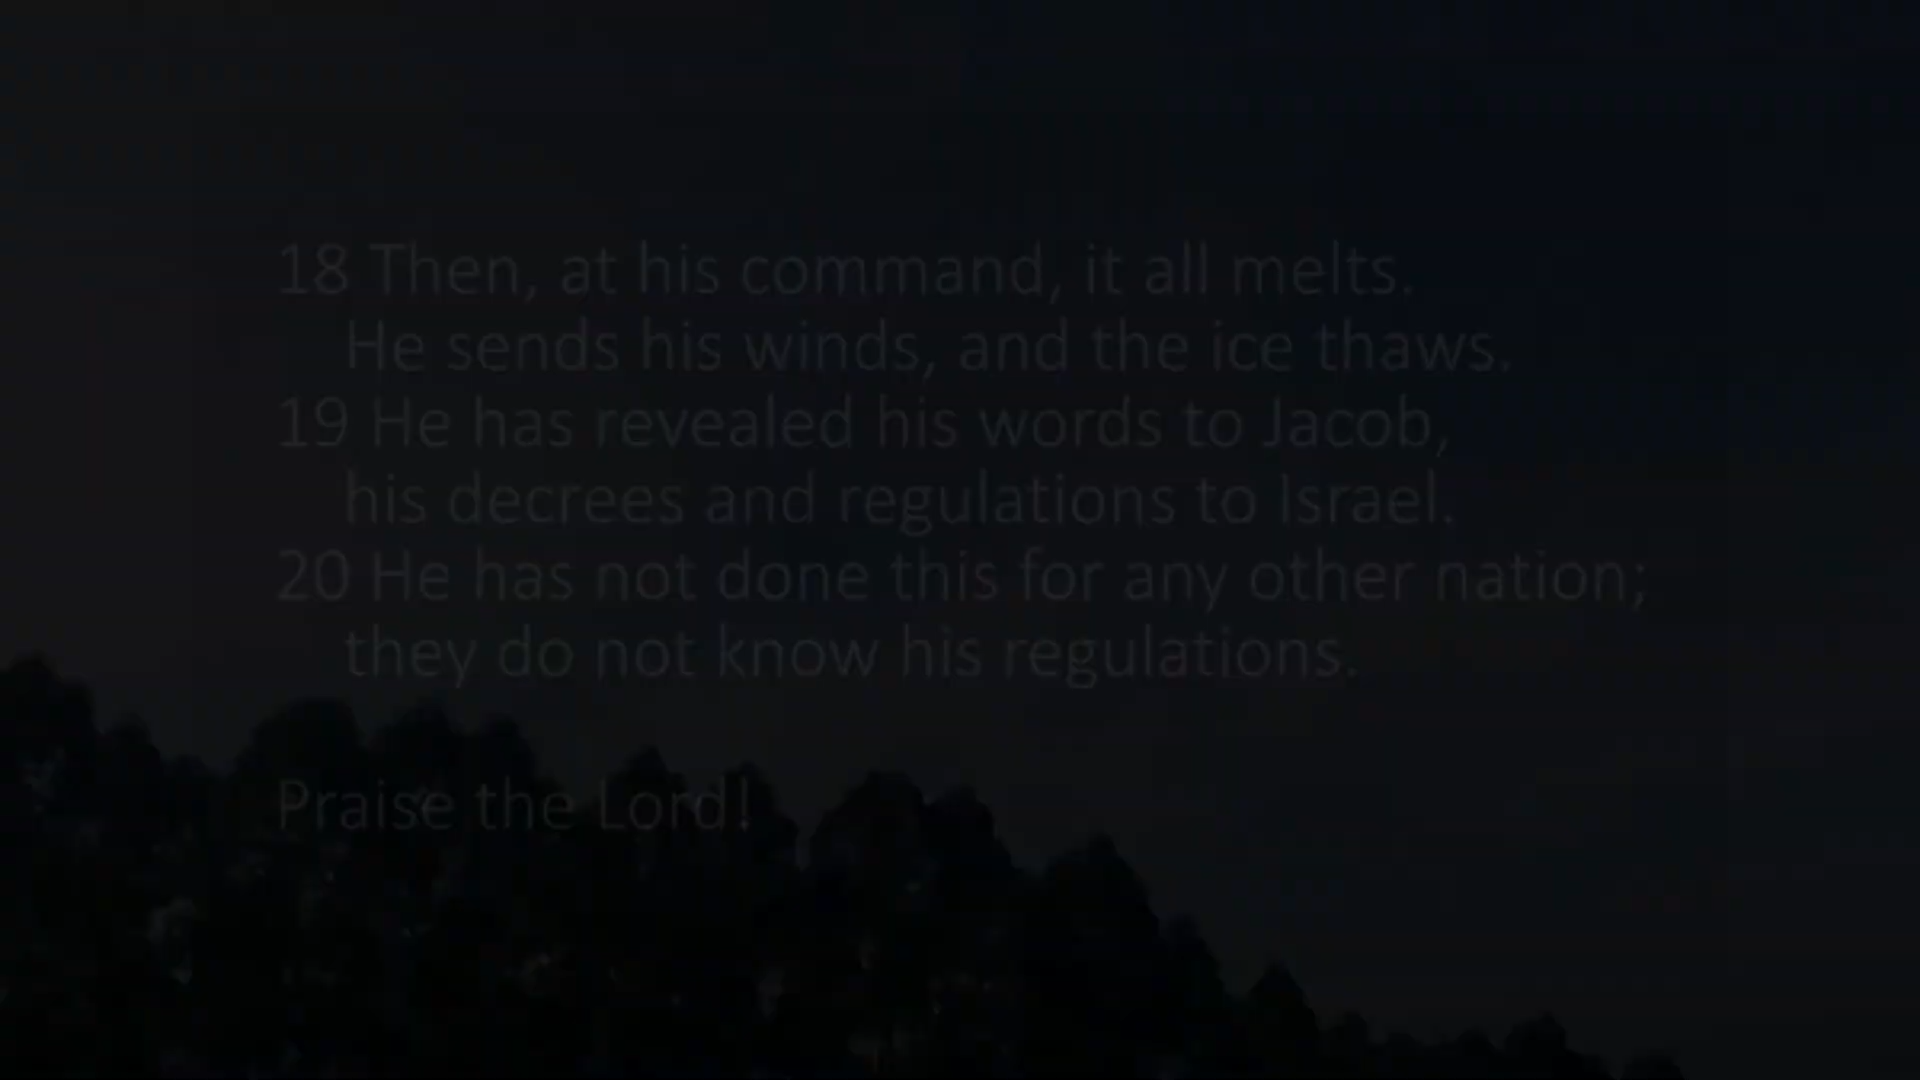 18 Then, at his command, it all melts.
He sends his winds, and the ice thaws.
19 He has revealed his words to Jacob,
his decrees and regulations to Israel.
20 He has not done this for any other nation;
they do not know his regulations.
Praise the Lord!